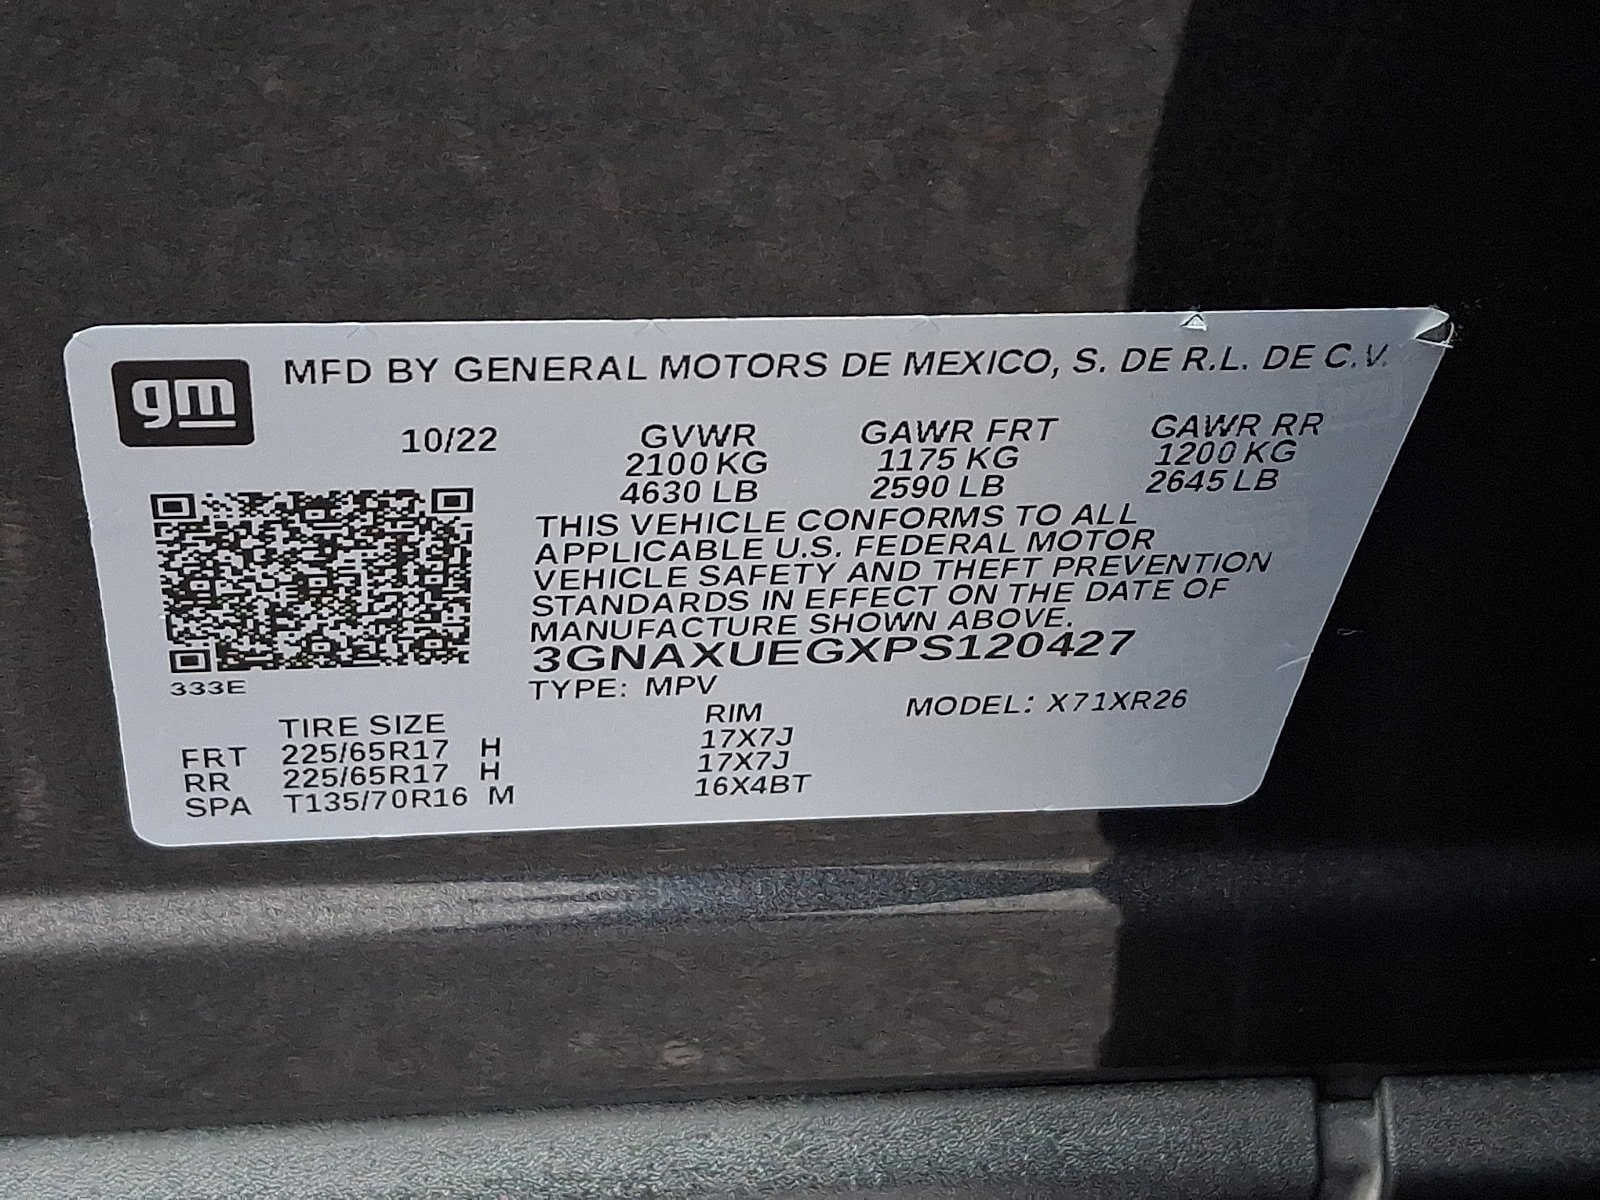 gm
MFD BY GENERAL MOTORS DE MEXICO, S. DE R.L. DE C.V.
10/22 GVWR GAWR FRT GAWR RR
2100 KG 1175 KG 1200 KG
4630 LB 2590 LB 2645 LB
THIS VEHICLE CONFORMS TO ALL
APPLICABLE U.S. FEDERAL MOTOR
VEHICLE SAFETY AND THEFT PREVENTION
STANDARDS IN EFFECT ON THE DATE OF
MANUFACTURE SHOWN ABOVE.
3GNAXUEGXPS120427
333E TYPE: MPV MODEL: X71XR26
TIRE SIZE RIM
FRT 225/65R17 H 17X7J
RR 225/65R17 H 17X7J
SPA T135/70R16 M 16X4BT